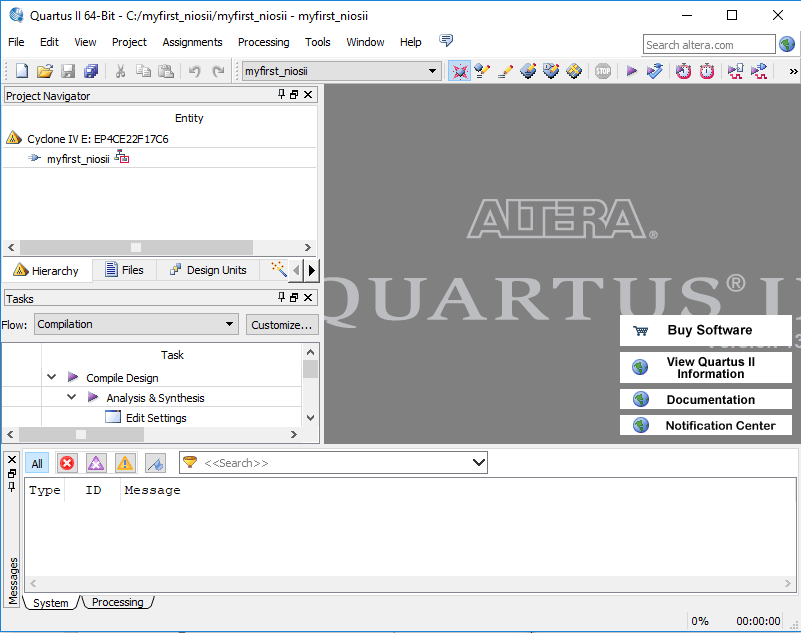 Quartus II 64-Bit - C:/myfirst_niosii/myfirst_niosii - myfirst_niosii
File Edit View Project Assignments Processing Tools Window Help
Search altera.com
myfirst_niosii
STOP
»
Project Navigator
Entity
Cyclone IV E: EP4CE22F17C6
myfirst_niosii
Hierarchy Files Design Units
Tasks
Flow: Compilation Customize...
Task
Compile Design
Analysis & Synthesis
Edit Settings
ALTERA®
QUARTUS® II
Buy Software
View Quartus II
Information
Documentation
Notification Center
All <<Search>>
Type ID Message
Messages
System Processing
0% 00:00:00